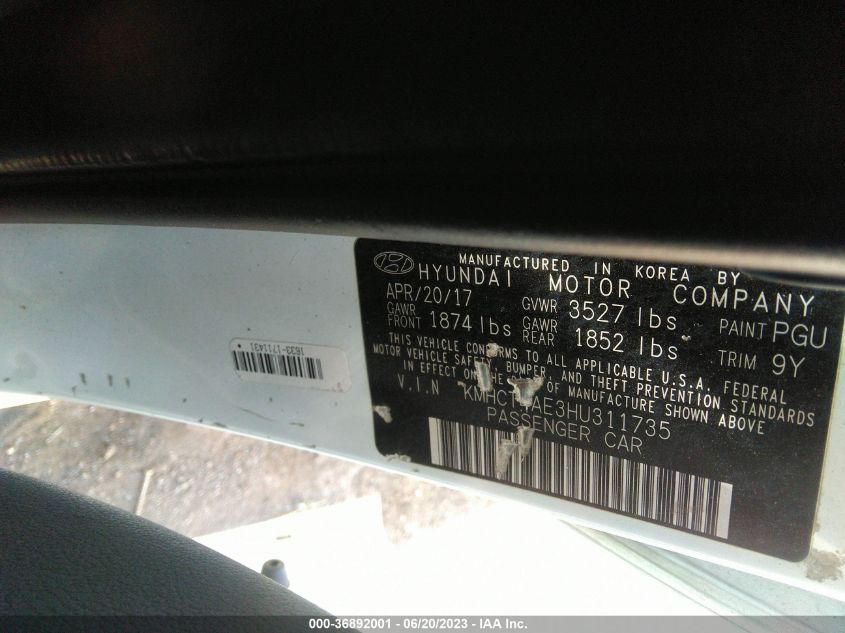 MANUFACTURED IN KOREA BY
HYUNDAI MOTOR COMPANY
APR/20/17 GVWR 3527 lbs PAINT PGU
GAWR FRONT 1874 lbs GAWR REAR 1852 lbs TRIM 9Y
THIS VEHICLE CONFORMS TO ALL APPLICABLE U.S.A. FEDERAL
MOTOR VEHICLE SAFETY, BUMPER, AND THEFT PREVENTION STANDARDS
IN EFFECT ON THE OF MANUFACTURE SHOWN ABOVE
V.I.N
PASSENGER CAR
1633-1711431
000-36892001 - 06/20/2023 - IAA Inc.